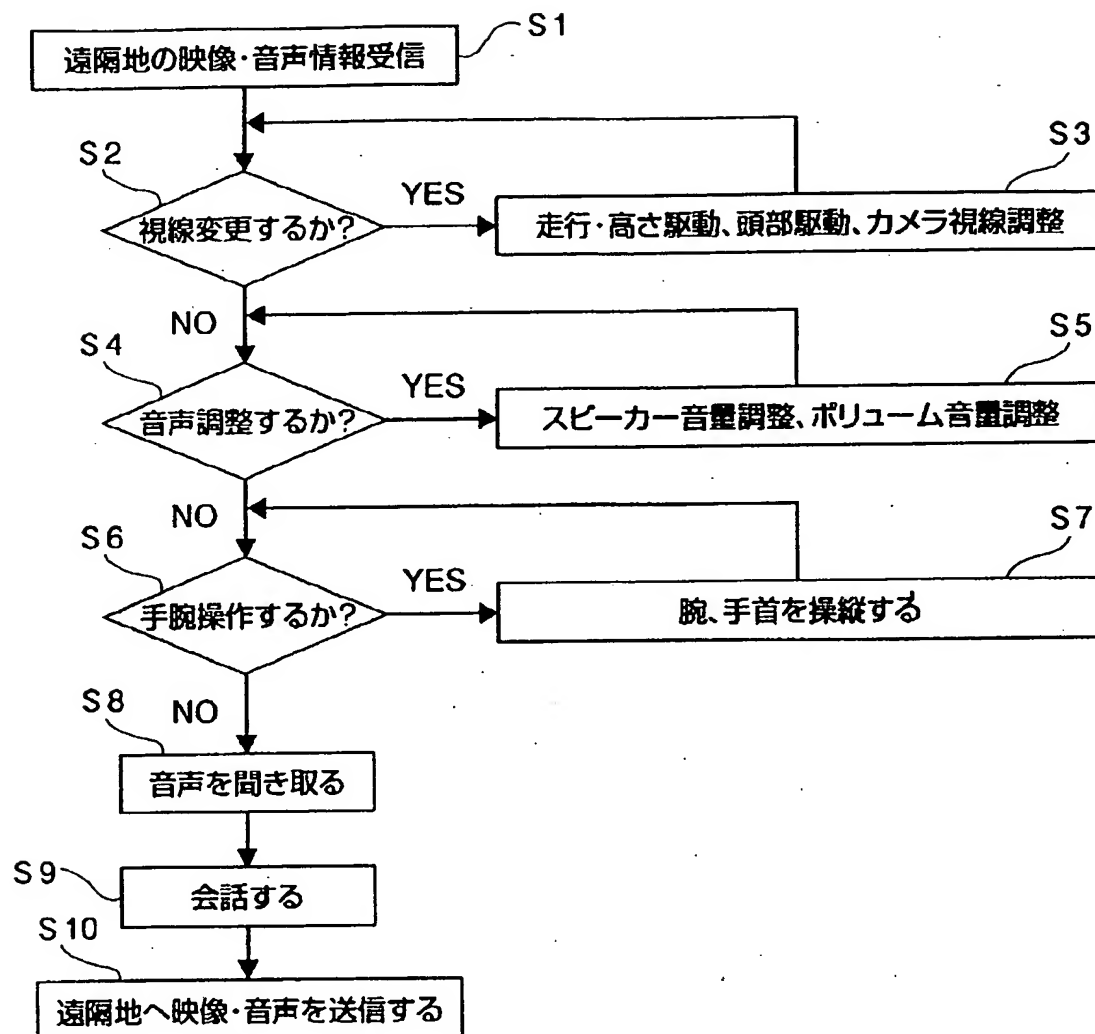 S1
遠隔地の映像・音声情報受信
S2
視線変更するか?
YES
S3
走行・高さ駆動、頭部駆動、カメラ視線調整
NO
S4
音声調整するか?
YES
S5
スピーカー音量調整、ボリューム音量調整
NO
S6
手腕操作するか?
YES
S7
腕、手首を操縦する
NO
S8
音声を聞き取る
S9
会話する
S10
遠隔地へ映像・音声を送信する